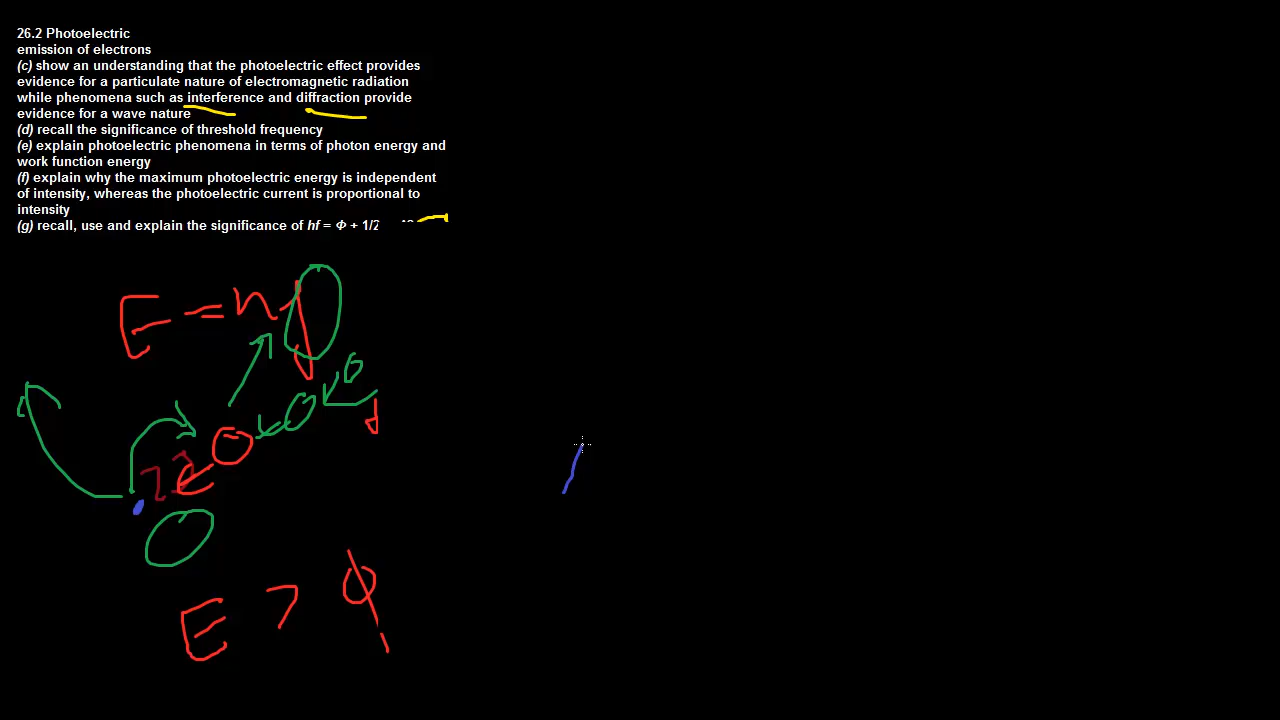 26.2 Photoelectric
emission of electrons
(c) show an understanding that the photoelectric effect provides
evidence for a particulate nature of electromagnetic radiation
while phenomena such as interference and diffraction provide
evidence for a wave nature
(d) recall the significance of threshold frequency
(e) explain photoelectric phenomena in terms of photon energy and
work function energy
(f) explain why the maximum photoelectric energy is independent
of intensity, whereas the photoelectric current is proportional to
intensity
(g) recall, use and explain the significance of hf = Φ + 1/2
E = hf
E > Φ